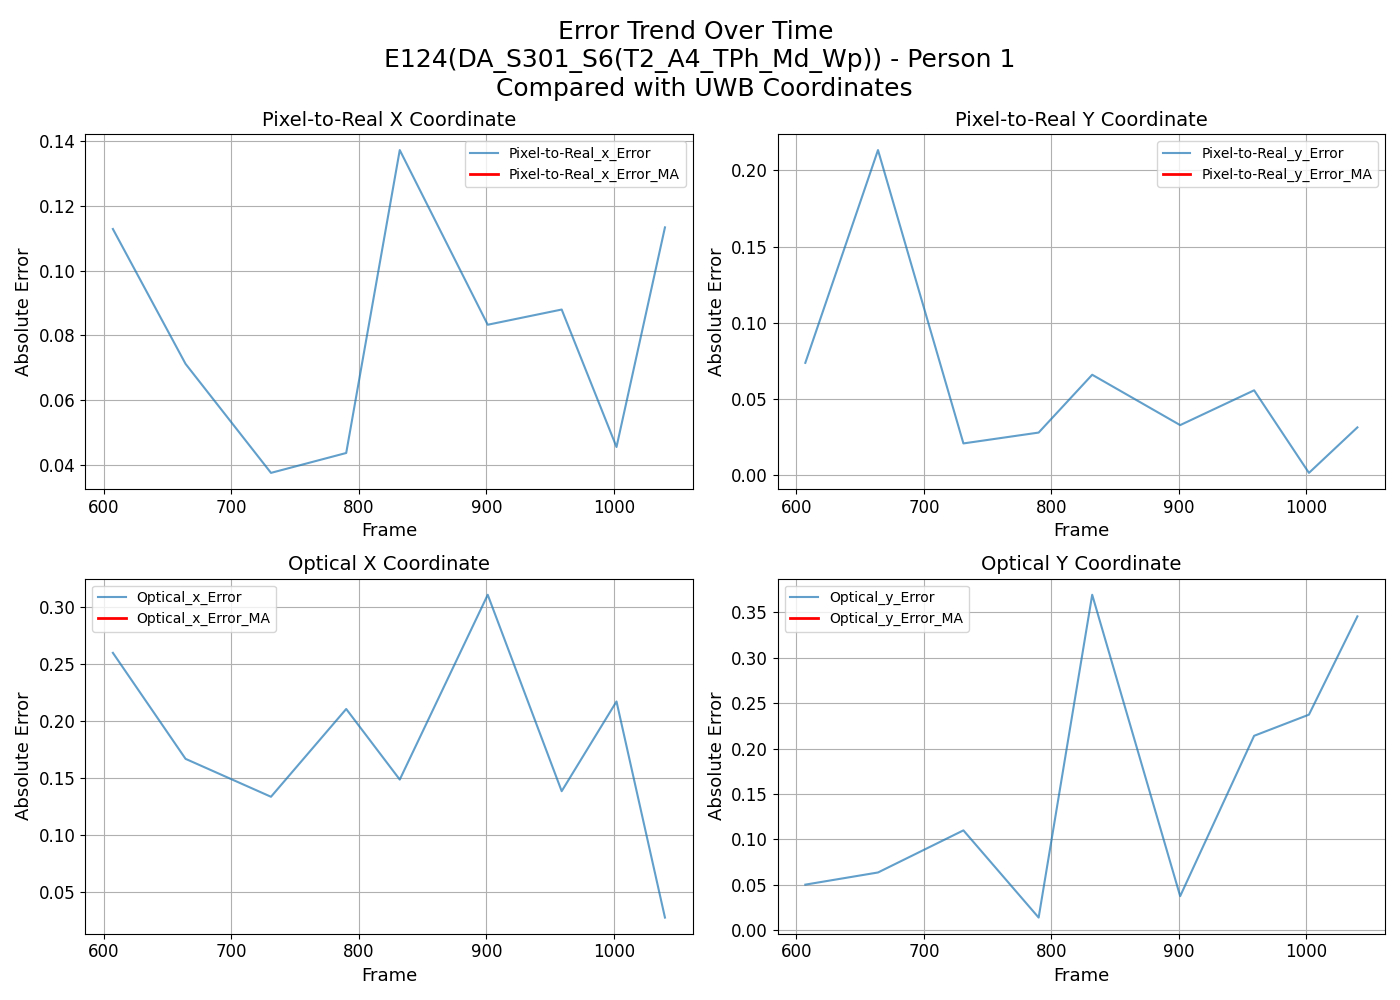 Error Trend Over Time
E124(DA_S301_S6(T2_A4_TPh_Md_Wp)) - Person 1
Compared with UWB Coordinates
Pixel-to-Real X Coordinate
Absolute Error
0.14
0.12
0.10
0.08
0.06
0.04
Pixel-to-Real_x_Error
Pixel-to-Real_x_Error_MA
600 700 800 900 1000
Frame
Pixel-to-Real Y Coordinate
Absolute Error
0.20
0.15
0.10
0.05
0.00
Pixel-to-Real_y_Error
Pixel-to-Real_y_Error_MA
600 700 800 900 1000
Frame
Optical X Coordinate
Absolute Error
0.30
0.25
0.20
0.15
0.10
0.05
Optical_x_Error
Optical_x_Error_MA
600 700 800 900 1000
Frame
Optical Y Coordinate
Absolute Error
0.35
0.30
0.25
0.20
0.15
0.10
0.05
0.00
Optical_y_Error
Optical_y_Error_MA
600 700 800 900 1000
Frame